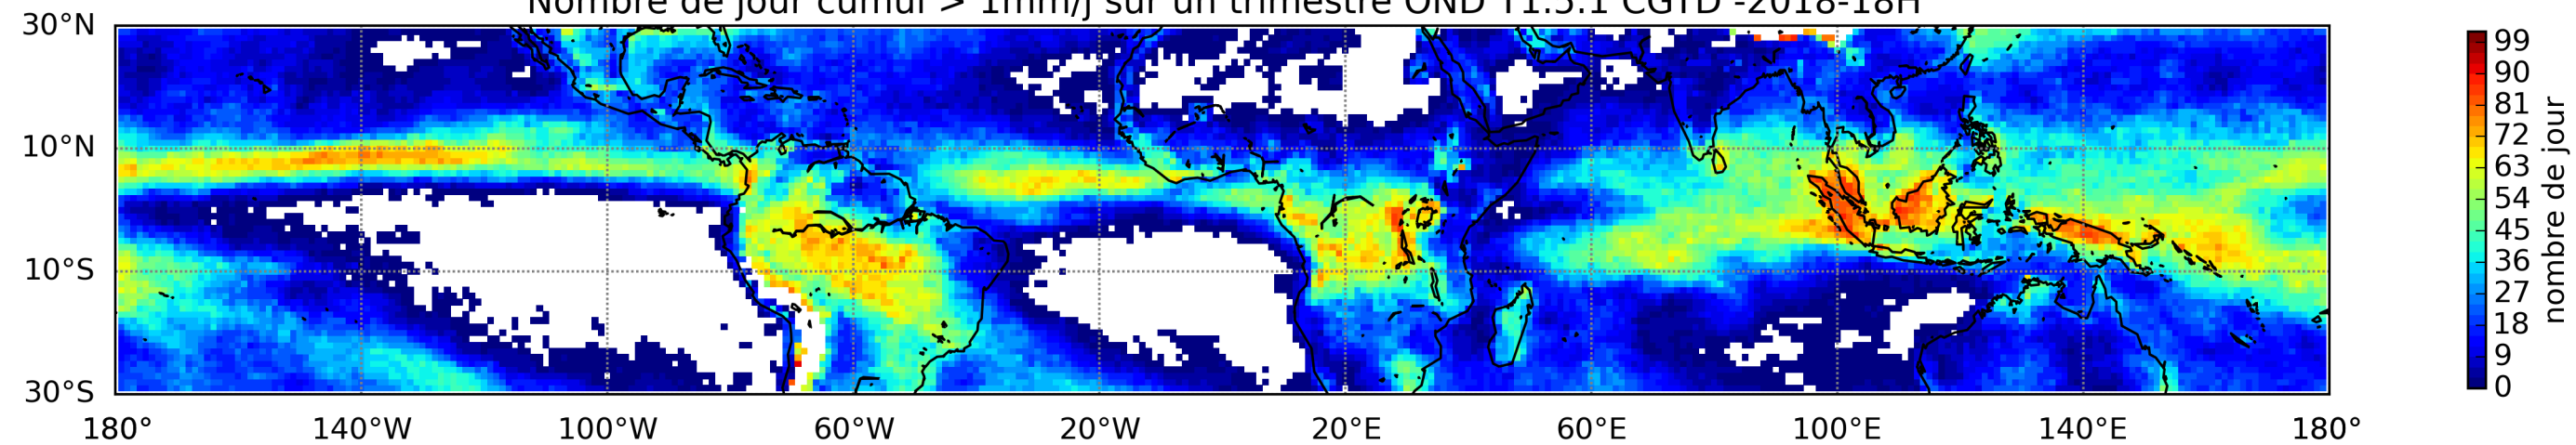 Nombre de jour cumul > 1mm/j sur un trimestre OND T1.5.1 CGTD -2018-18H
30°N
10°N
10°S
30°S
180° 140°W 100°W 60°W 20°W 20°E 60°E 100°E 140°E 180°
99
90
81
72
63
54
45
36
27
18
9
0
nombre de jour